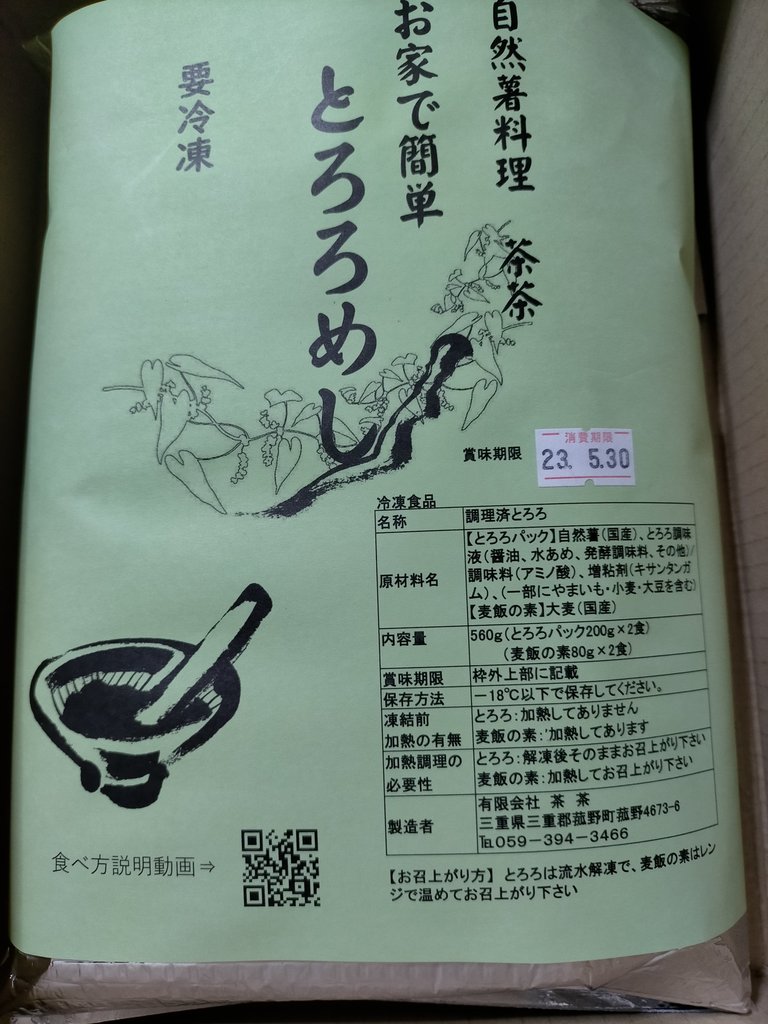 自然薯料理 茶茶
お家で簡単
とろろめし
要冷凍
賞味期限
消費期限
23. 5.30
冷凍食品
名称 調理済とろろ
原材料名 【とろろパック】自然薯(国産)、とろろ調味
液(醤油、水あめ、発酵調味料、その他)/
調味料(アミノ酸)、増粘剤(キサンタンガ
ム)、(一部にやまいも・小麦・大豆を含む)
【麦飯の素】大麦(国産)
内容量 560g(とろろパック200g×2食)
(麦飯の素80g×2食)
賞味期限 枠外上部に記載
保存方法 -18℃以下で保存してください。
凍結前 とろろ:加熱してありません
加熱の有無 麦飯の素:加熱してあります
加熱調理の とろろ:解凍後そのままお召上がり下さい
必要性 麦飯の素:加熱してお召上がり下さい
製造者 有限会社 茶 茶
三重県三重郡菰野町菰野4673-6
℡059-394-3466
【お召上がり方】 とろろは流水解凍で、麦飯の素はレン
ジで温めてお召上がり下さい
食べ方説明動画⇒